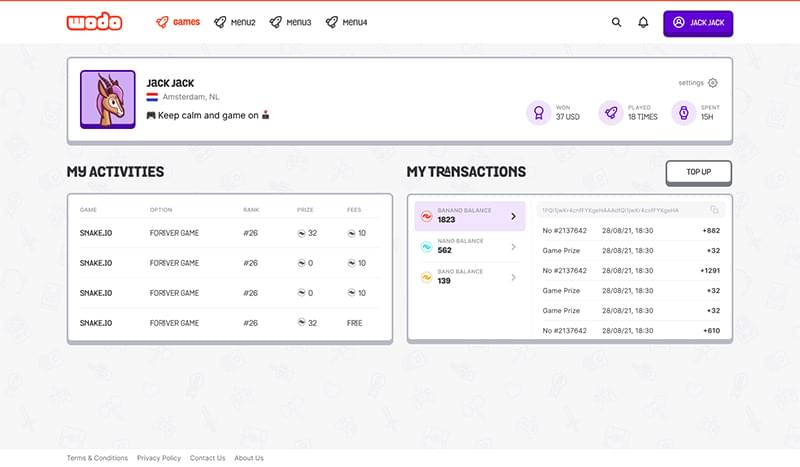 wodo
Games Menu2 Menu3 Menu4
JACK JACK
JACK JACK
settings
Amsterdam, NL
Keep calm and game on
WON
37 USD
PLAYED
18 TIMES
SPENT
15H
MY ACTIVITIES
GAME OPTION RANK PRIZE FEES
SNAKE.IO FORIVER GAME #26 32 10
SNAKE.IO FORIVER GAME #26 0 10
SNAKE.IO FORIVER GAME #26 0 10
SNAKE.IO FORIVER GAME #26 32 FRIE
MY TRANSACTIONS
TOP UP
BANANO BALANCE
1823
NANO BALANCE
562
BANO BALANCE
139
No #2137642 28/08/21, 18:30 +882
Game Prize 28/08/21, 18:30 +32
No #2137642 28/08/21, 18:30 +1291
Game Prize 28/08/21, 18:30 +32
Game Prize 28/08/21, 18:30 +32
No #2137642 28/08/21, 18:30 +610
Terms & Conditions Privacy Policy Contact Us About Us